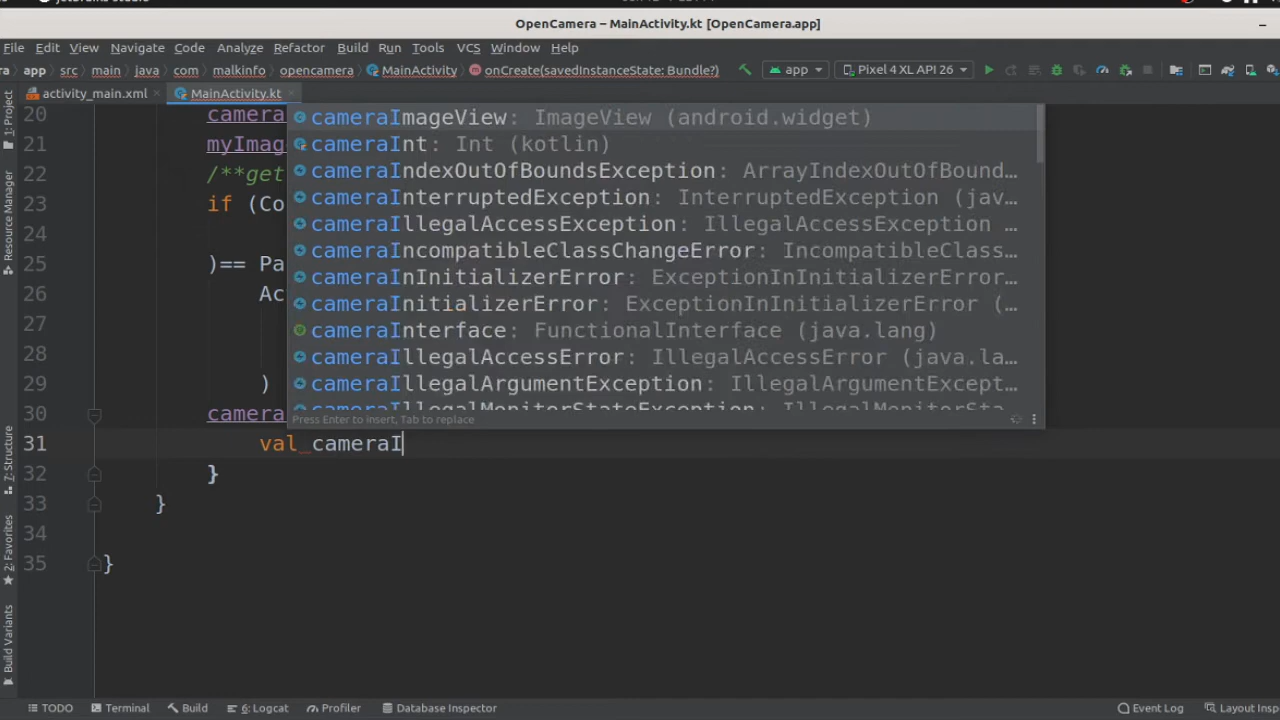 OpenCamera – MainActivity.kt [OpenCamera.app]
File Edit View Navigate Code Analyze Refactor Build Run Tools VCS Window Help
ra app src main java com malkinfo opencamera MainActivity onCreate(savedInstanceState: Bundle?) app Pixel 4 XL API 26
activity_main.xml MainActivity.kt
1: Project
Resource Manager
7: Structure
2: Favorites
Build Variants
20 camera
21 myImag
22 /**get
23 if (Co
24
25 )== Pa
26 Ac
27
28
29 )
30 camera
31 val cameraI
32 }
33 }
34
35 }
cameraImageView: ImageView (android.widget)
cameraInt: Int (kotlin)
cameraIndexOutOfBoundsException: ArrayIndexOutOfBound…
cameraInterruptedException: InterruptedException (jav…
cameraIllegalAccessException: IllegalAccessException …
cameraIncompatibleClassChangeError: IncompatibleClass…
cameraInInitializerError: ExceptionInInitializerError…
cameraInitializerError: ExceptionInInitializerError (…
cameraInterface: FunctionalInterface (java.lang)
cameraIllegalAccessError: IllegalAccessError (java.la…
cameraIllegalArgumentException: IllegalArgumentExcept…
cameraIllegalMonitorStateException: IllegalMonitorSta…
Press Enter to insert, Tab to replace
TODO Terminal Build 6: Logcat Profiler Database Inspector Event Log Layout Insp